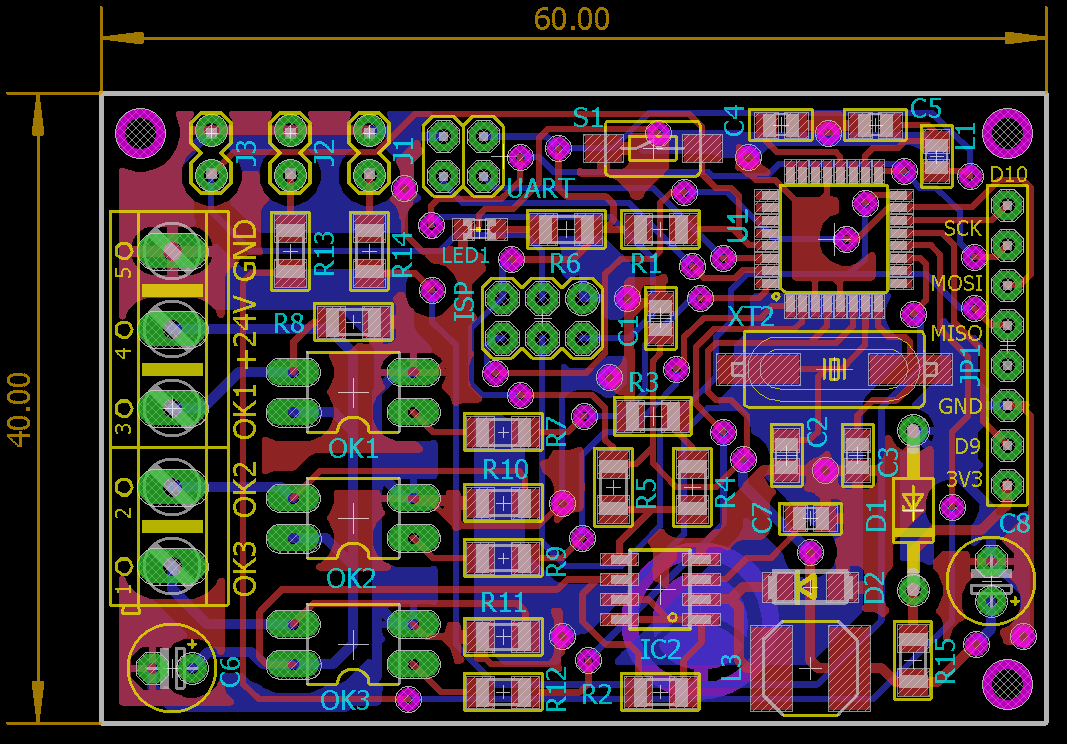 60.00
40.00
S1
C4
C5
L1
J3
J2
J1
UART
D10
SCK
MOSI
MISO
JP1
GND
D9
3V3
U1
XT2
5
4
3
2
1
GND
+24V
OK1
OK2
OK3
R13
R14
LED1
R6
R1
ISP
C1
R8
R3
OK1
R7
R10
R5
R4
C2
C3
C7
D1
C8
OK2
R9
D2
R11
IC2
L3
R15
C6
+
+
OK3
R12
R2